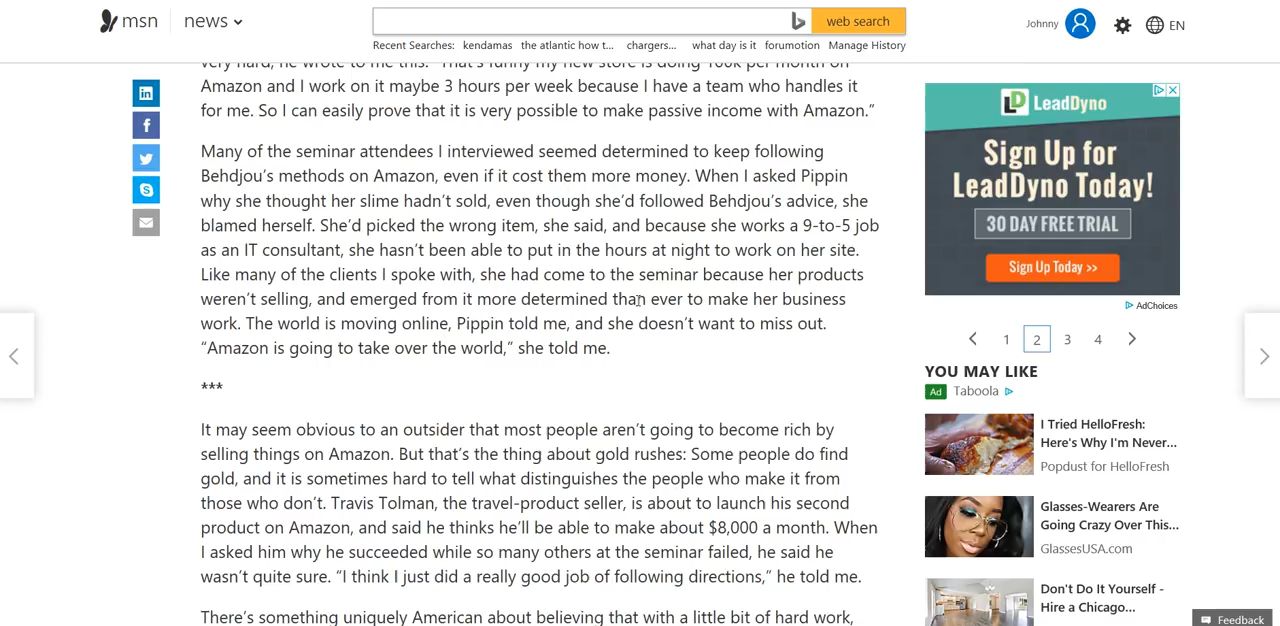 msn
news
web search
Johnny
EN
Recent Searches: kendamas the atlantic how t... chargers... what day is it forumotion Manage History
very hard, he wrote to me this: “That’s funny my new store is doing 100k per month on
Amazon and I work on it maybe 3 hours per week because I have a team who handles it
for me. So I can easily prove that it is very possible to make passive income with Amazon.”
Many of the seminar attendees I interviewed seemed determined to keep following
Behdjou’s methods on Amazon, even if it cost them more money. When I asked Pippin
why she thought her slime hadn’t sold, even though she’d followed Behdjou’s advice, she
blamed herself. She’d picked the wrong item, she said, and because she works a 9-to-5 job
as an IT consultant, she hasn’t been able to put in the hours at night to work on her site.
Like many of the clients I spoke with, she had come to the seminar because her products
weren’t selling, and emerged from it more determined than ever to make her business
work. The world is moving online, Pippin told me, and she doesn’t want to miss out.
“Amazon is going to take over the world,” she told me.
***
It may seem obvious to an outsider that most people aren’t going to become rich by
selling things on Amazon. But that’s the thing about gold rushes: Some people do find
gold, and it is sometimes hard to tell what distinguishes the people who make it from
those who don’t. Travis Tolman, the travel-product seller, is about to launch his second
product on Amazon, and said he thinks he’ll be able to make about $8,000 a month. When
I asked him why he succeeded while so many others at the seminar failed, he said he
wasn’t quite sure. “I think I just did a really good job of following directions,” he told me.
There’s something uniquely American about believing that with a little bit of hard work,
LeadDyno
Sign Up for
LeadDyno Today!
30 DAY FREE TRIAL
Sign Up Today >>
AdChoices
1 2 3 4
YOU MAY LIKE
Ad Taboola
I Tried HelloFresh:
Here's Why I'm Never...
Popdust for HelloFresh
Glasses-Wearers Are
Going Crazy Over This...
GlassesUSA.com
Don't Do It Yourself -
Hire a Chicago...
Feedback